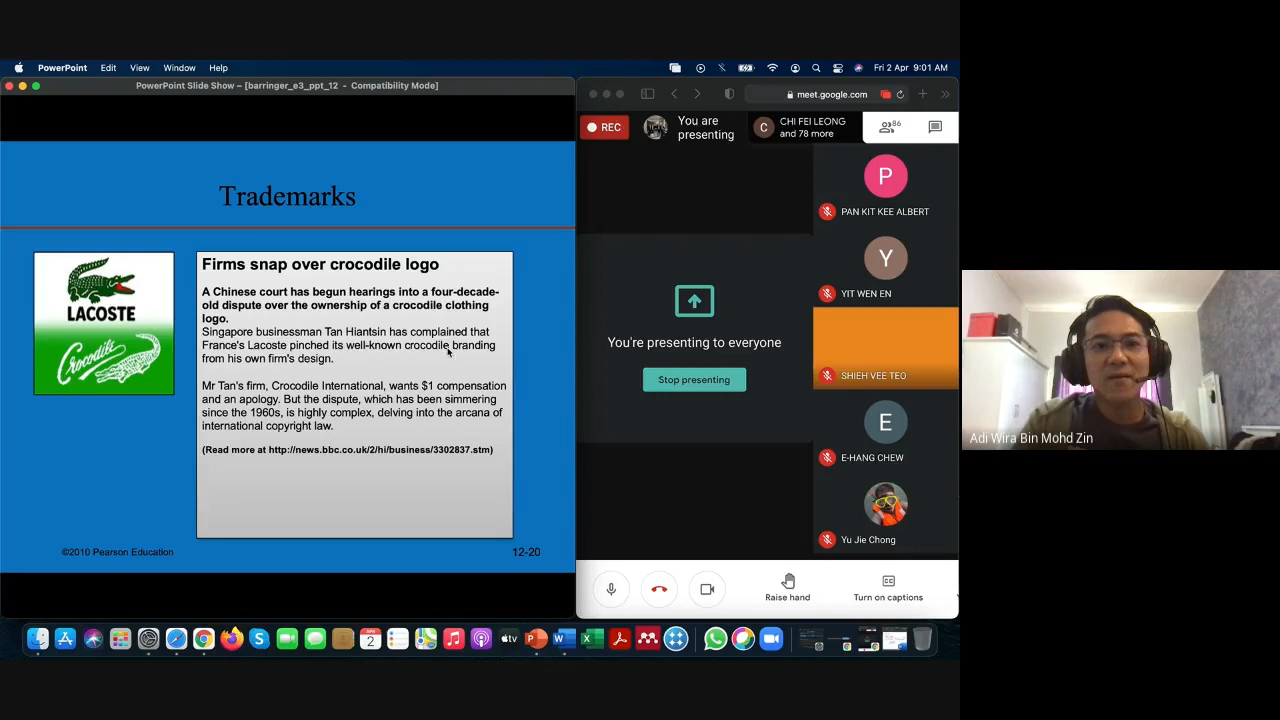 PowerPoint Edit View Window Help
Fri 2 Apr 9:01 AM
PowerPoint Slide Show – [barringer_e3_ppt_12 - Compatibility Mode]
Trademarks
LACOSTE
Crocodile
Firms snap over crocodile logo
A Chinese court has begun hearings into a four-decade-
old dispute over the ownership of a crocodile clothing
logo.
Singapore businessman Tan Hiantsin has complained that
France's Lacoste pinched its well-known crocodile branding
from his own firm's design.
Mr Tan's firm, Crocodile International, wants $1 compensation
and an apology. But the dispute, which has been simmering
since the 1960s, is highly complex, delving into the arcana of
international copyright law.
(Read more at http://news.bbc.co.uk/2/hi/business/3302837.stm)
©2010 Pearson Education
12-20
meet.google.com
REC
You are
presenting
C
CHI FEI LEONG
and 78 more
86
P
PAN KIT KEE ALBERT
Y
YIT WEN EN
You're presenting to everyone
Stop presenting
SHIEH VEE TEO
E
E-HANG CHEW
Yu Jie Chong
Raise hand
Turn on captions
Adi Wira Bin Mohd Zin
APR
2
tv